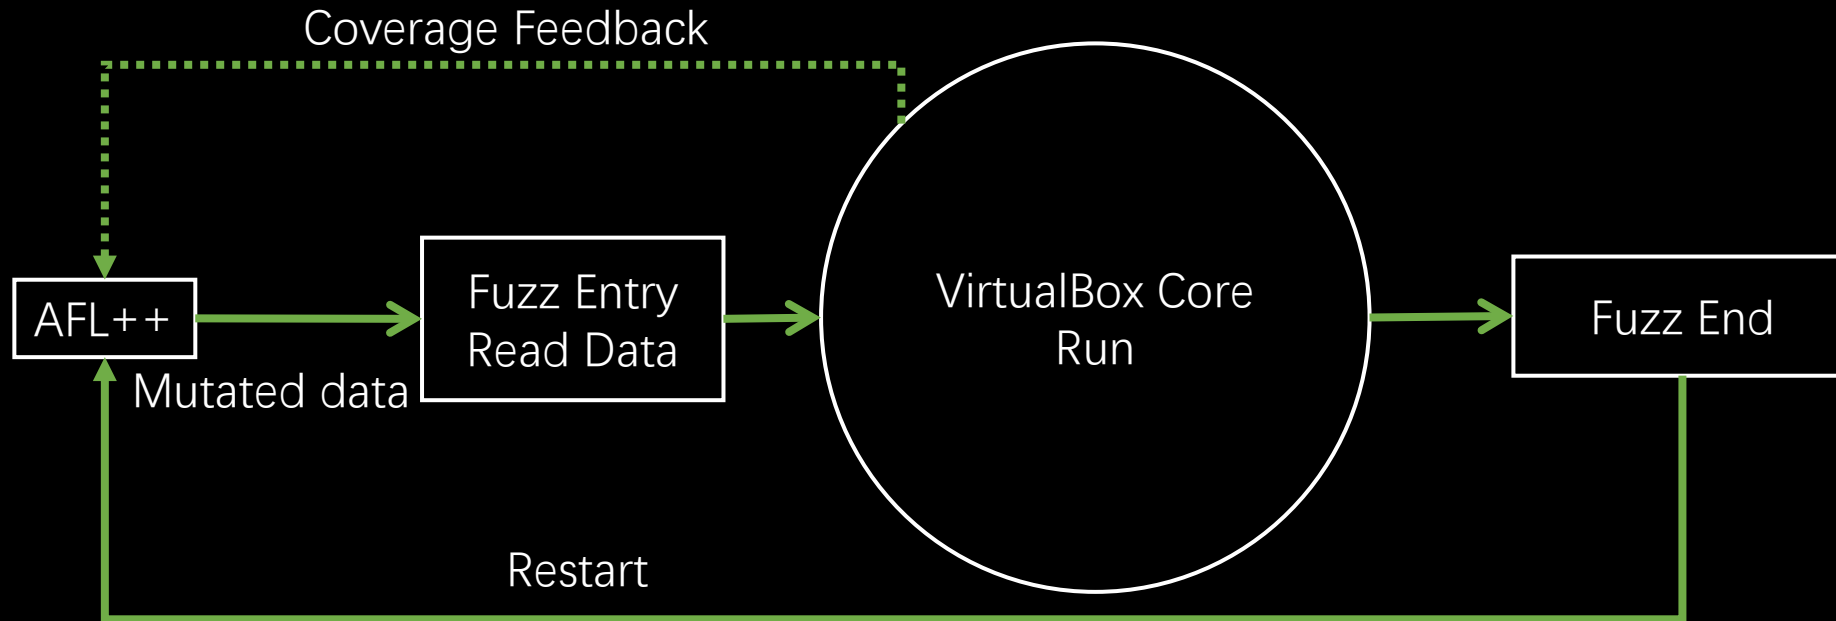 Coverage Feedback
AFL++
Mutated data
Fuzz Entry
Read Data
VirtualBox Core
Run
Fuzz End
Restart